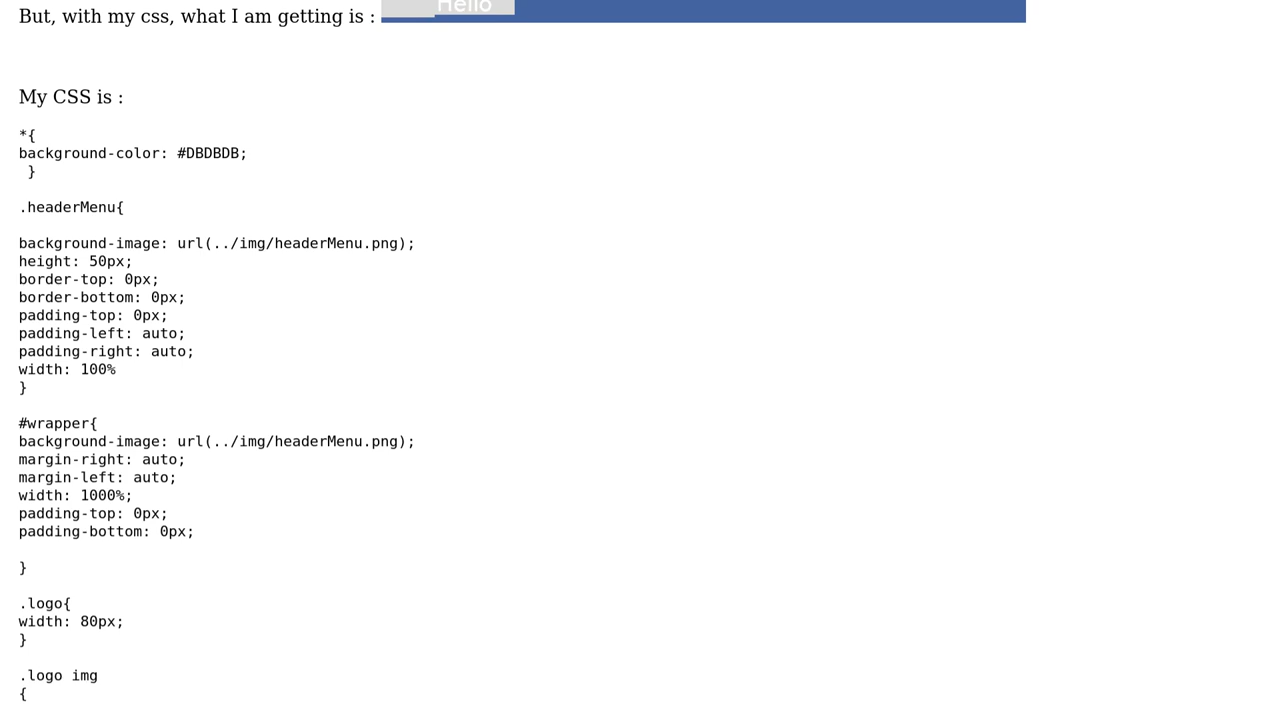 But, with my css, what I am getting is : Hello
My CSS is :
*{
background-color: #DBDBDB;
 }
.headerMenu{
background-image: url(../img/headerMenu.png);
height: 50px;
border-top: 0px;
border-bottom: 0px;
padding-top: 0px;
padding-left: auto;
padding-right: auto;
width: 100%
}
#wrapper{
background-image: url(../img/headerMenu.png);
margin-right: auto;
margin-left: auto;
width: 1000%;
padding-top: 0px;
padding-bottom: 0px;
}
.logo{
width: 80px;
}
.logo img
{